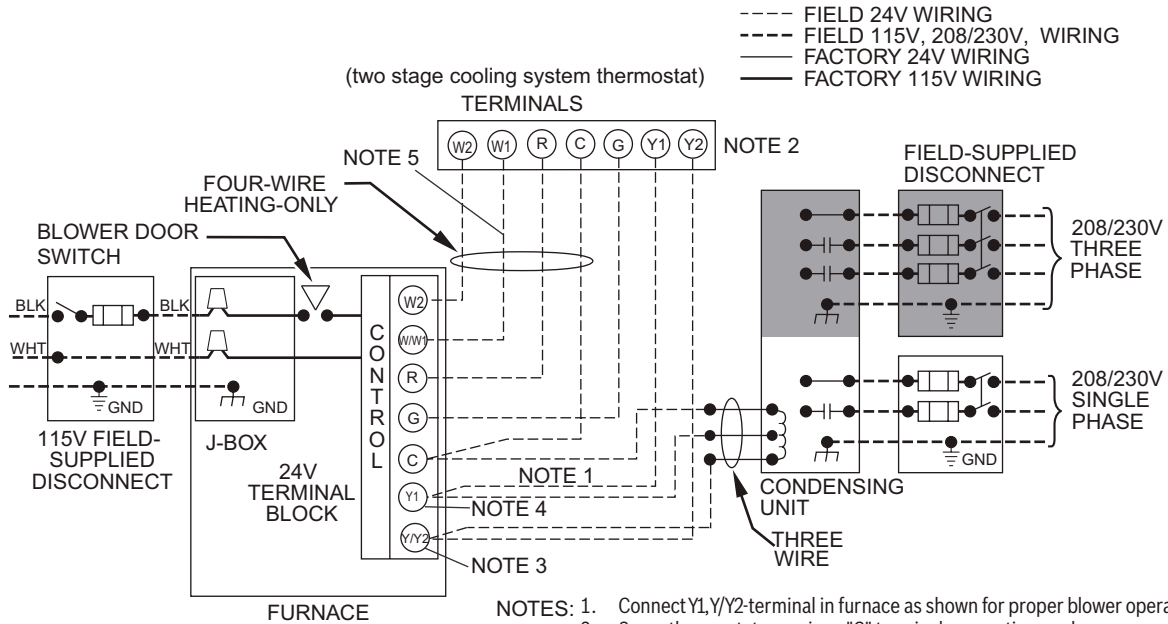 FIELD 24V WIRING
FIELD 115V, 208/230V, WIRING
FACTORY 24V WIRING
FACTORY 115V WIRING
(two stage cooling system thermostat)
TERMINALS
W2 W1 R C G Y1 Y2
NOTE 2
NOTE 5
FOUR-WIRE
HEATING-ONLY
BLOWER DOOR
SWITCH
FIELD-SUPPLIED
DISCONNECT
208/230V
THREE
PHASE
BLK
BLK
WHT
WHT
GND
GND
115V FIELD-
SUPPLIED
DISCONNECT
J-BOX
24V
TERMINAL
BLOCK
CONTROL
W2
W/W1
R
G
C
Y1
Y/Y2
NOTE 1
NOTE 4
NOTE 3
FURNACE
208/230V
SINGLE
PHASE
GND
CONDENSING
UNIT
THREE
WIRE
NOTES: 1. Connect Y1,Y/Y2-terminal in furnace as shown for proper blower opera